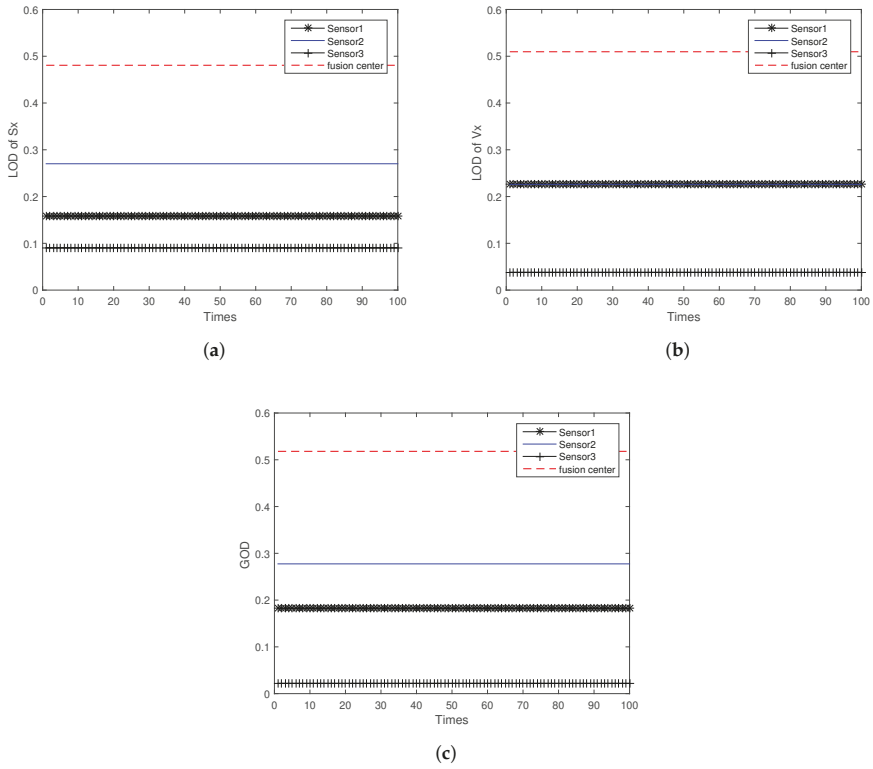 LOD of Sx
0.6
0.5
0.4
0.3
0.2
0.1
0
0 10 20 30 40 50 60 70 80 90 100
Times
Sensor1
Sensor2
Sensor3
fusion center
(a)
LOD of Vx
0.6
0.5
0.4
0.3
0.2
0.1
0
0 10 20 30 40 50 60 70 80 90 100
Times
Sensor1
Sensor2
Sensor3
fusion center
(b)
GOD
0.6
0.5
0.4
0.3
0.2
0.1
0
0 10 20 30 40 50 60 70 80 90 100
Times
Sensor1
Sensor2
Sensor3
fusion center
(c)